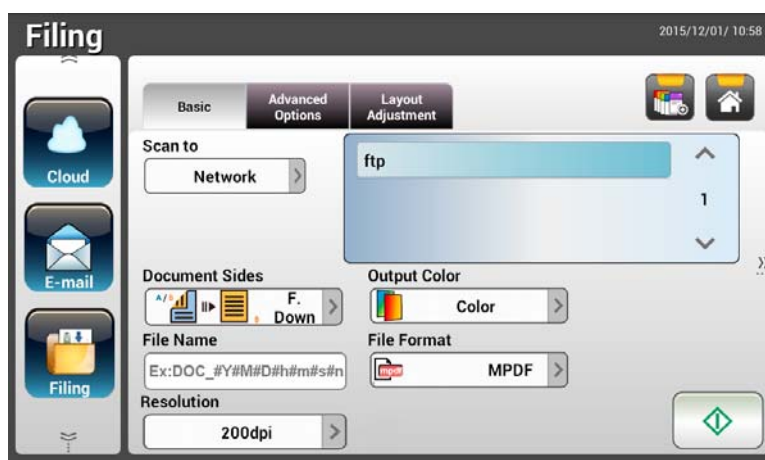 Filing
2015/12/01/ 10:58
Basic
Advanced
Options
Layout
Adjustment
Cloud
E-mail
Filing
Scan to
Network
ftp
1
Document Sides
F.
Down
Output Color
Color
File Name
Ex:DOC_#Y#M#D#h#m#s#n
File Format
mpdf
MPDF
Resolution
200dpi